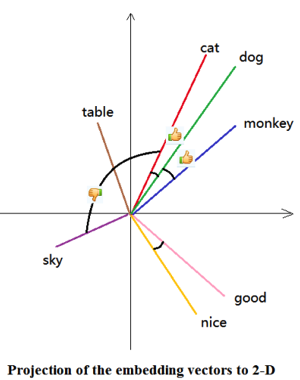 cat
dog
table
monkey
sky
good
nice
Projection of the embedding vectors to 2-D